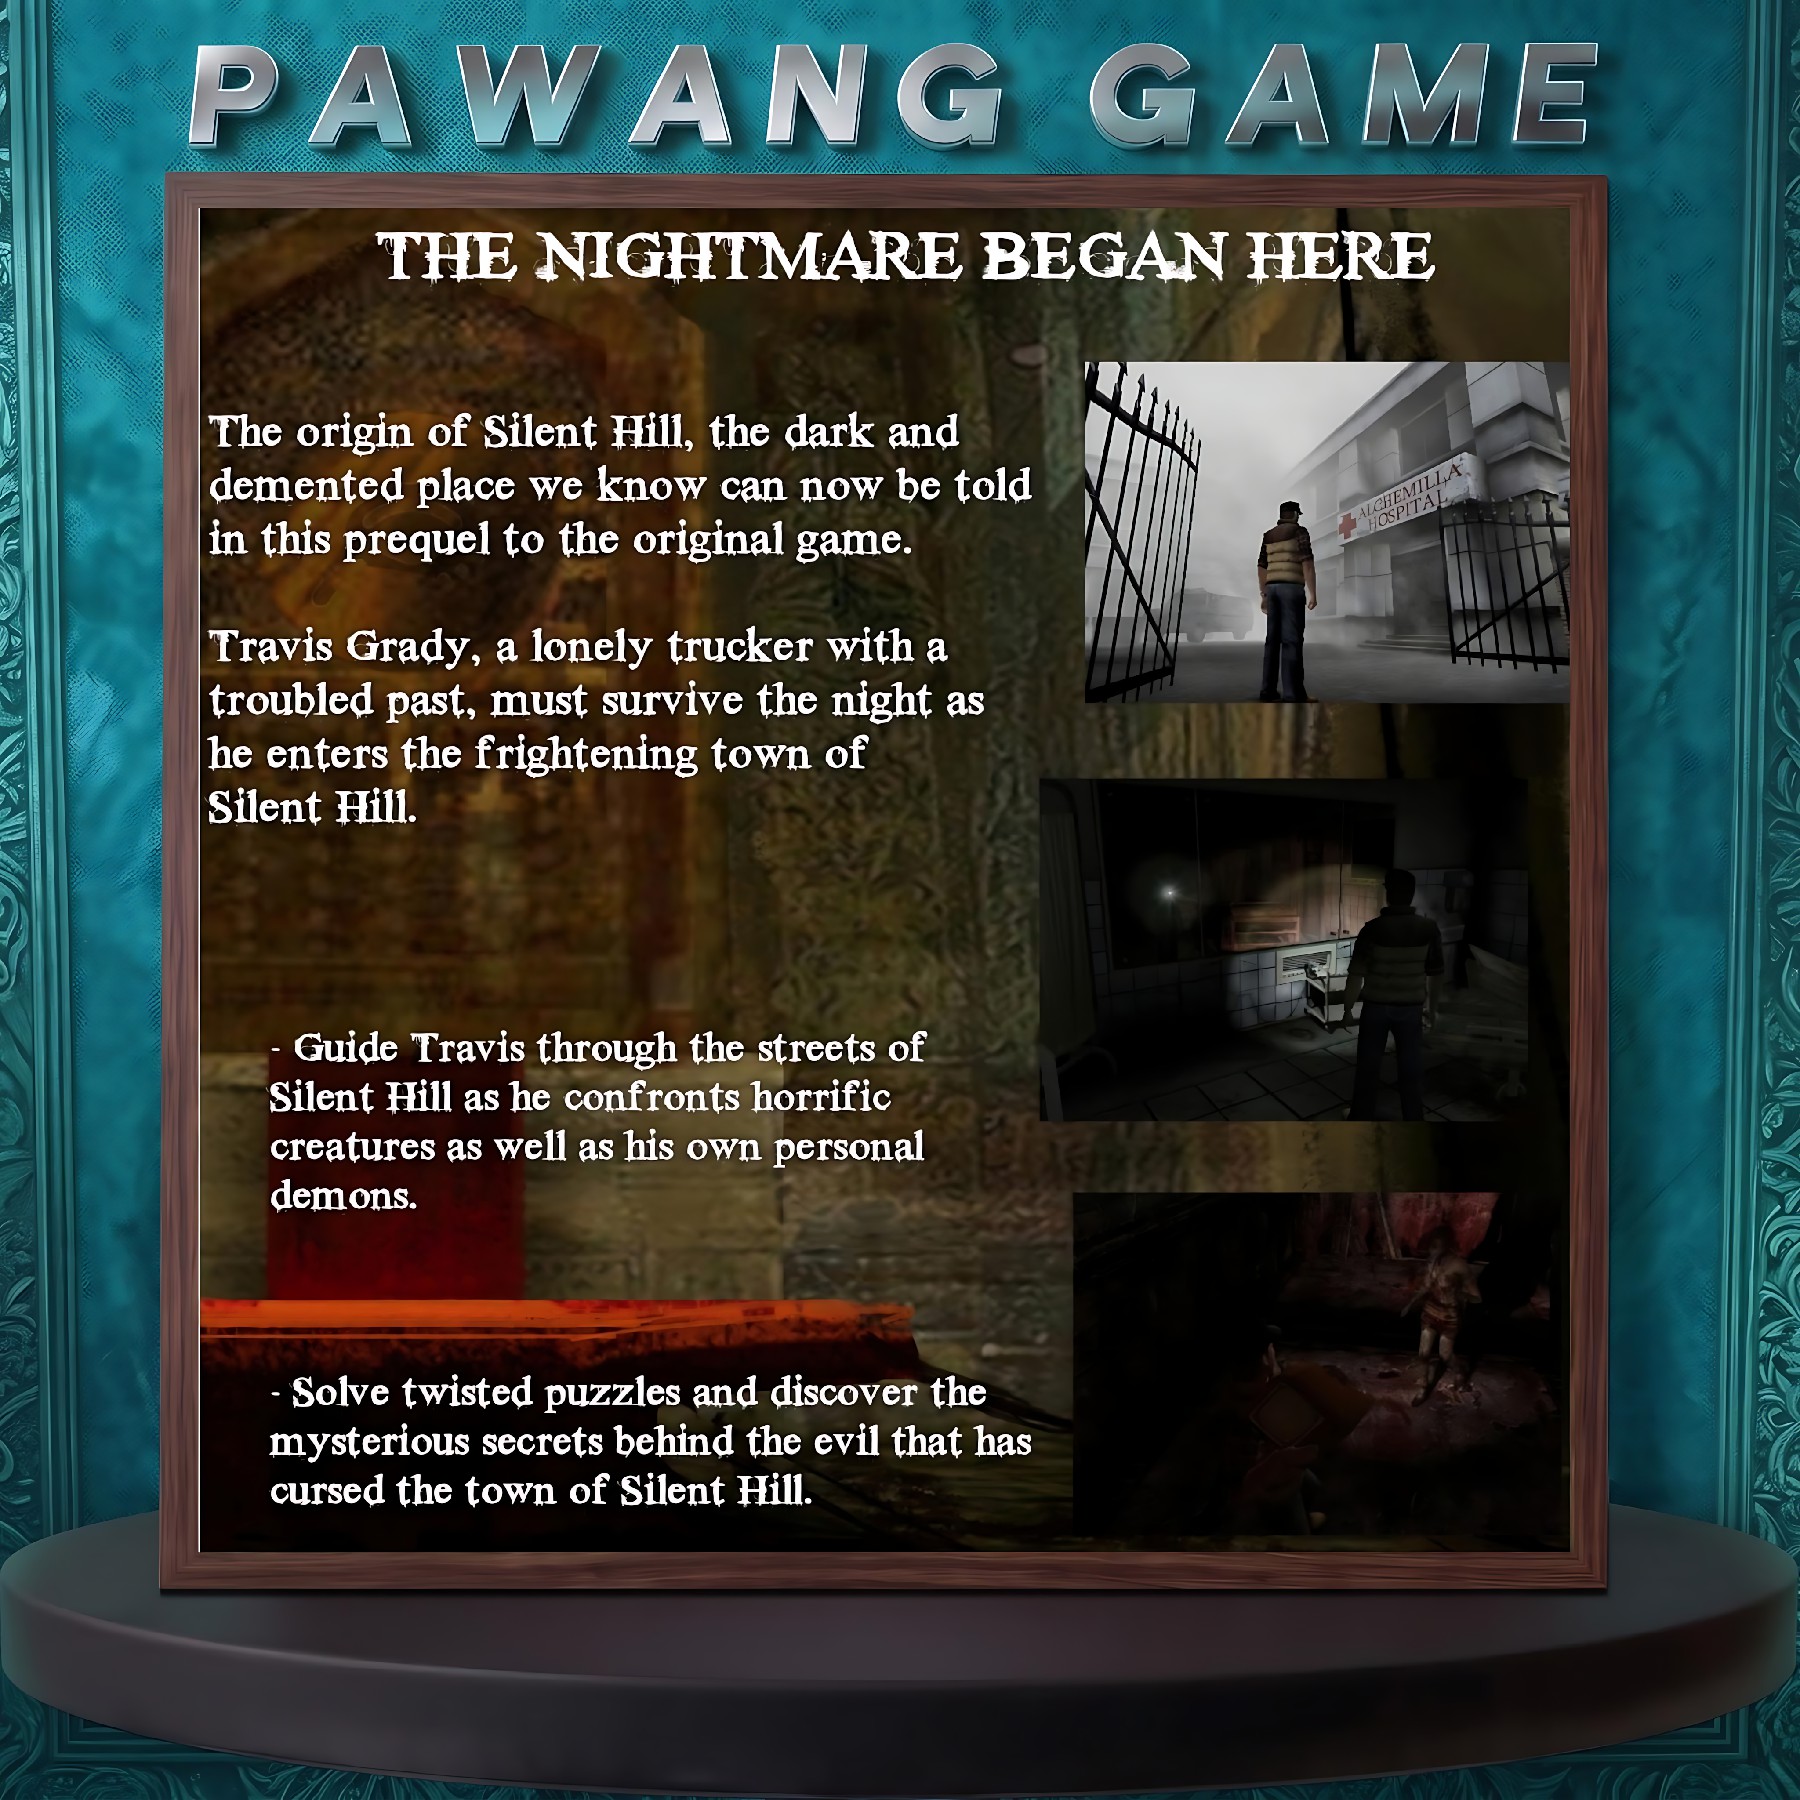 PAWANG GAME
THE NIGHTMARE BEGAN HERE
The origin of Silent Hill, the dark and
demented place we know can now be told
in this prequel to the original game.
Travis Grady, a lonely trucker with a
troubled past, must survive the night as
he enters the frightening town of
Silent Hill.
ALCHEMILLA
HOSPITAL
- Guide Travis through the streets of
Silent Hill as he confronts horrific
creatures as well as his own personal
demons.
- Solve twisted puzzles and discover the
mysterious secrets behind the evil that has
cursed the town of Silent Hill.